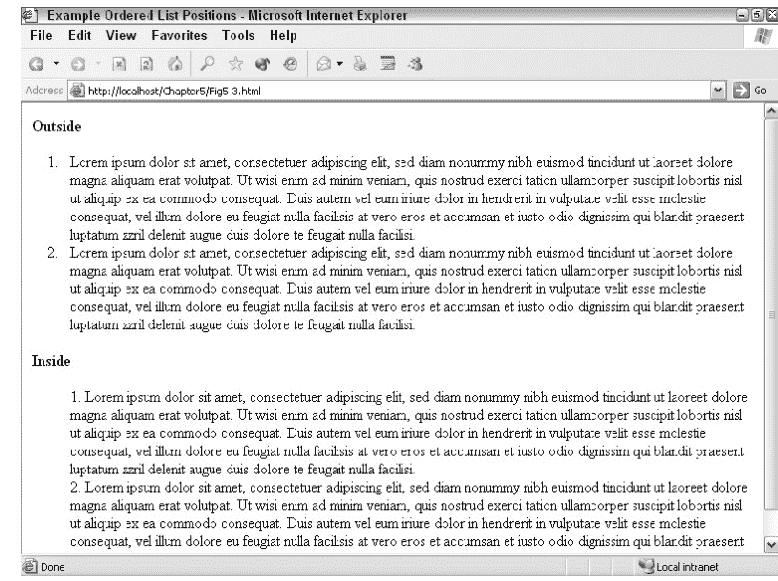 Example Ordered List Positions - Microsoft Internet Explorer
File Edit View Favorites Tools Help
Address http://localhost/Chapter5/Fig5 3.html Go
Outside
1. Lorem ipsum dolor sit amet, consectetuer adipiscing elit, sed diam nonummy nibh euismod tincidunt ut laoreet dolore
magna aliquam erat volutpat. Ut wisi enim ad minim veniam, quis nostrud exerci tation ullamcorper suscipit lobortis nisl
ut aliquip ex ea commodo consequat. Duis autem vel eum iriure dolor in hendrerit in vulputate velit esse molestie
consequat, vel illum dolore eu feugiat nulla facilisis at vero eros et accumsan et iusto odio dignissim qui blandit praesent
luptatum zzril delenit augue duis dolore te feugait nulla facilisi.
2. Lorem ipsum dolor sit amet, consectetuer adipiscing elit, sed diam nonummy nibh euismod tincidunt ut laoreet dolore
magna aliquam erat volutpat. Ut wisi enim ad minim veniam, quis nostrud exerci tation ullamcorper suscipit lobortis nisl
ut aliquip ex ea commodo consequat. Duis autem vel eum iriure dolor in hendrerit in vulputate velit esse molestie
consequat, vel illum dolore eu feugiat nulla facilisis at vero eros et accumsan et iusto odio dignissim qui blandit praesent
luptatum zzril delenit augue duis dolore te feugait nulla facilisi.
Inside
1. Lorem ipsum dolor sit amet, consectetuer adipiscing elit, sed diam nonummy nibh euismod tincidunt ut laoreet dolore
magna aliquam erat volutpat. Ut wisi enim ad minim veniam, quis nostrud exerci tation ullamcorper suscipit lobortis nisl
ut aliquip ex ea commodo consequat. Duis autem vel eum iriure dolor in hendrerit in vulputate velit esse molestie
consequat, vel illum dolore eu feugiat nulla facilisis at vero eros et accumsan et iusto odio dignissim qui blandit praesent
luptatum zzril delenit augue duis dolore te feugait nulla facilisi.
2. Lorem ipsum dolor sit amet, consectetuer adipiscing elit, sed diam nonummy nibh euismod tincidunt ut laoreet dolore
magna aliquam erat volutpat. Ut wisi enim ad minim veniam, quis nostrud exerci tation ullamcorper suscipit lobortis nisl
ut aliquip ex ea commodo consequat. Duis autem vel eum iriure dolor in hendrerit in vulputate velit esse molestie
consequat, vel illum dolore eu feugiat nulla facilisis at vero eros et accumsan et iusto odio dignissim qui blandit praesent
Done Local intranet